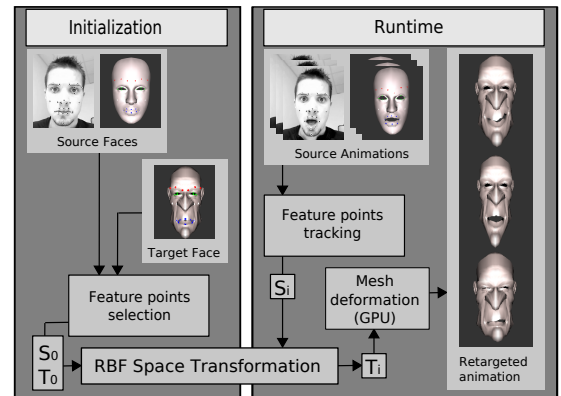 Initialization
Source Faces
Target Face
Feature points
selection
S₀
T₀
RBF Space Transformation
Runtime
Source Animations
Feature points
tracking
Sᵢ
Mesh
deformation
(GPU)
Tᵢ
Retargeted
animation